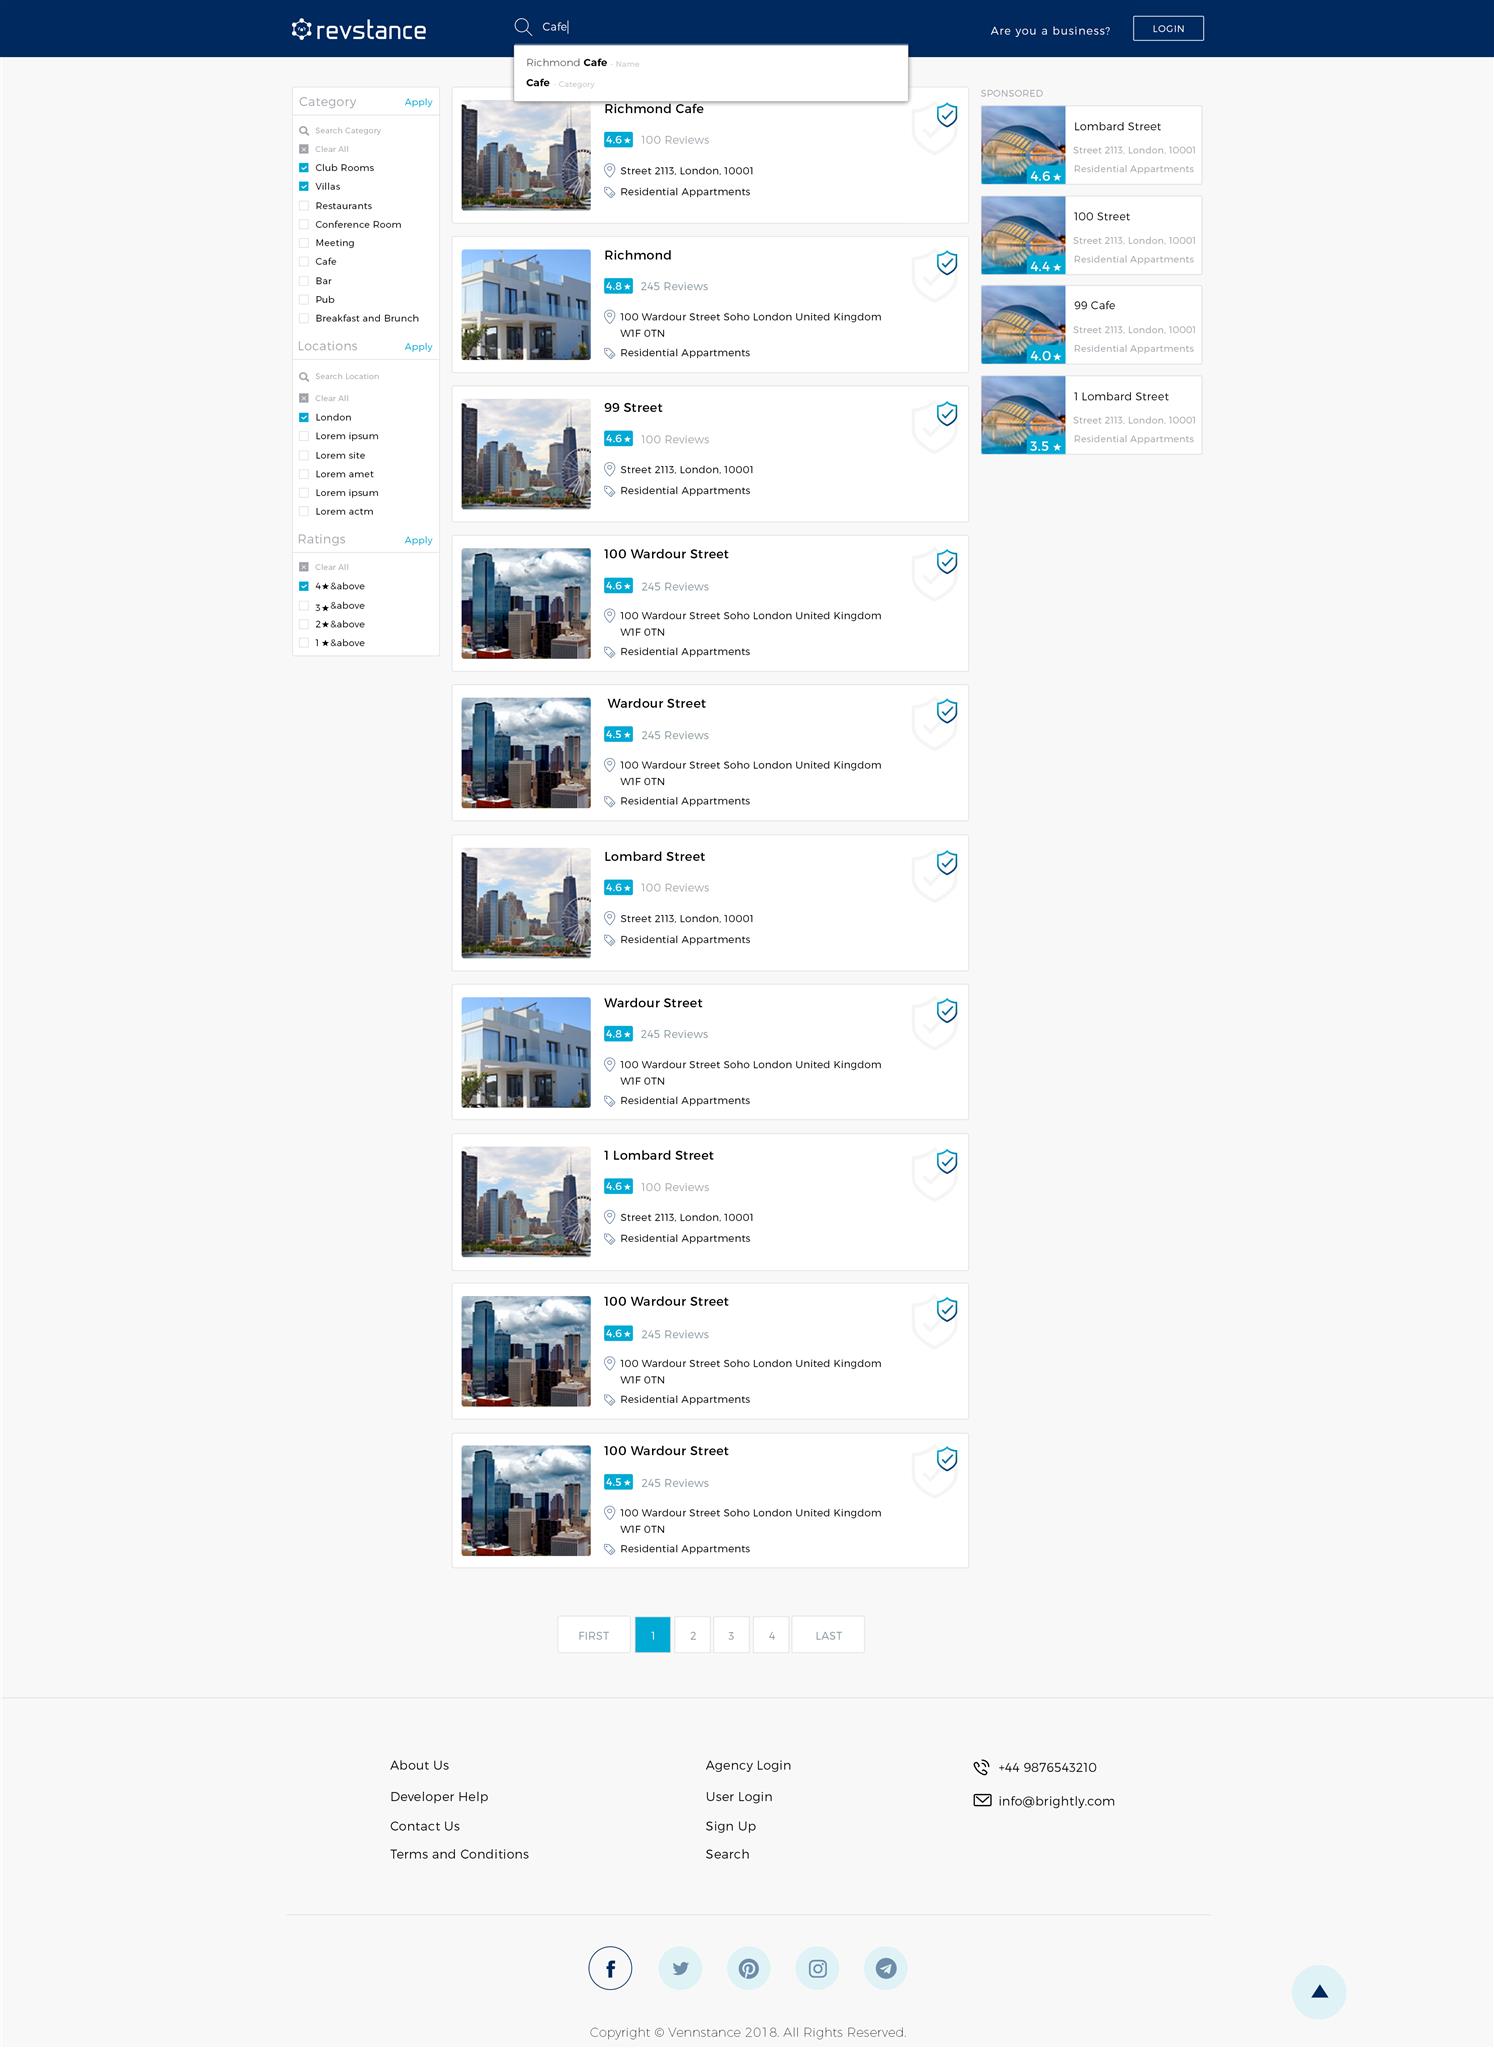 revstance
Cafe
Are you a business?
LOGIN
Richmond Cafe - Name
Cafe - Category
Category Apply
Search Category
Clear All
Club Rooms
Villas
Restaurants
Conference Room
Meeting
Cafe
Bar
Pub
Breakfast and Brunch
Locations Apply
Search Location
Clear All
London
Lorem ipsum
Lorem site
Lorem amet
Lorem ipsum
Lorem actm
Ratings Apply
Clear All
4★&above
3★&above
2★&above
1★&above
Richmond Cafe
4.6★ 100 Reviews
Street 2113, London, 10001
Residential Appartments
Richmond
4.8★ 245 Reviews
100 Wardour Street Soho London United Kingdom
W1F 0TN
Residential Appartments
99 Street
4.6★ 100 Reviews
Street 2113, London, 10001
Residential Appartments
100 Wardour Street
4.6★ 245 Reviews
100 Wardour Street Soho London United Kingdom
W1F 0TN
Residential Appartments
Wardour Street
4.5★ 245 Reviews
100 Wardour Street Soho London United Kingdom
W1F 0TN
Residential Appartments
Lombard Street
4.6★ 100 Reviews
Street 2113, London, 10001
Residential Appartments
Wardour Street
4.8★ 245 Reviews
100 Wardour Street Soho London United Kingdom
W1F 0TN
Residential Appartments
1 Lombard Street
4.6★ 100 Reviews
Street 2113, London, 10001
Residential Appartments
100 Wardour Street
4.6★ 245 Reviews
100 Wardour Street Soho London United Kingdom
W1F 0TN
Residential Appartments
100 Wardour Street
4.5★ 245 Reviews
100 Wardour Street Soho London United Kingdom
W1F 0TN
Residential Appartments
SPONSORED
Lombard Street
Street 2113, London, 10001
Residential Appartments
4.6★
100 Street
Street 2113, London, 10001
Residential Appartments
4.4★
99 Cafe
Street 2113, London, 10001
Residential Appartments
4.0★
1 Lombard Street
Street 2113, London, 10001
Residential Appartments
3.5★
FIRST 1 2 3 4 LAST
About Us
Developer Help
Contact Us
Terms and Conditions
Agency Login
User Login
Sign Up
Search
+44 9876543210
info@brightly.com
Copyright © Vennstance 2018. All Rights Reserved.